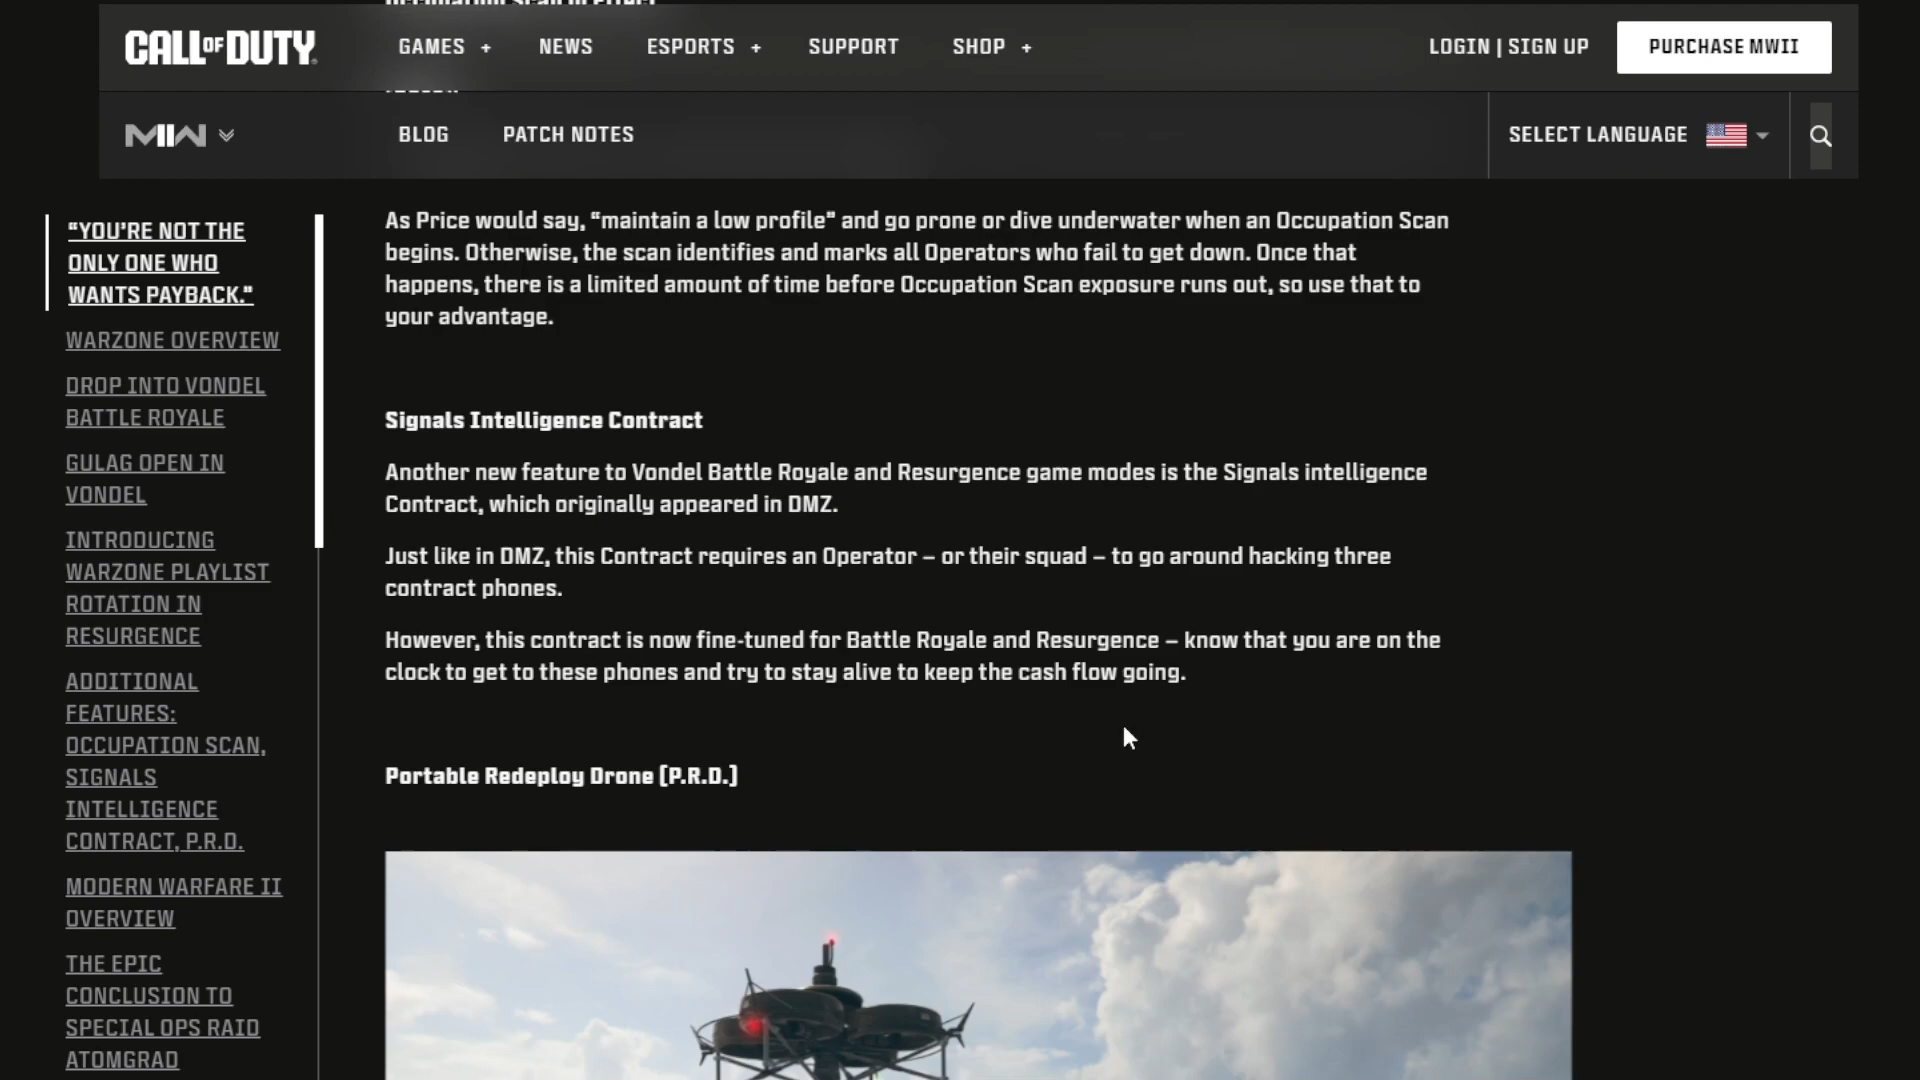 CALL OF DUTY
GAMES +
NEWS
ESPORTS +
SUPPORT
SHOP +
LOGIN | SIGN UP
PURCHASE MWII
MIIW
BLOG
PATCH NOTES
SELECT LANGUAGE
“YOU’RE NOT THE
ONLY ONE WHO
WANTS PAYBACK.”
WARZONE OVERVIEW
DROP INTO VONDEL
BATTLE ROYALE
GULAG OPEN IN
VONDEL
INTRODUCING
WARZONE PLAYLIST
ROTATION IN
RESURGENCE
ADDITIONAL
FEATURES:
OCCUPATION SCAN,
SIGNALS
INTELLIGENCE
CONTRACT, P.R.D.
MODERN WARFARE II
OVERVIEW
THE EPIC
CONCLUSION TO
SPECIAL OPS RAID
ATOMGRAD
As Price would say, “maintain a low profile” and go prone or dive underwater when an Occupation Scan
begins. Otherwise, the scan identifies and marks all Operators who fail to get down. Once that
happens, there is a limited amount of time before Occupation Scan exposure runs out, so use that to
your advantage.
Signals Intelligence Contract
Another new feature to Vondel Battle Royale and Resurgence game modes is the Signals intelligence
Contract, which originally appeared in DMZ.
Just like in DMZ, this Contract requires an Operator – or their squad – to go around hacking three
contract phones.
However, this contract is now fine-tuned for Battle Royale and Resurgence – know that you are on the
clock to get to these phones and try to stay alive to keep the cash flow going.
Portable Redeploy Drone (P.R.D.)